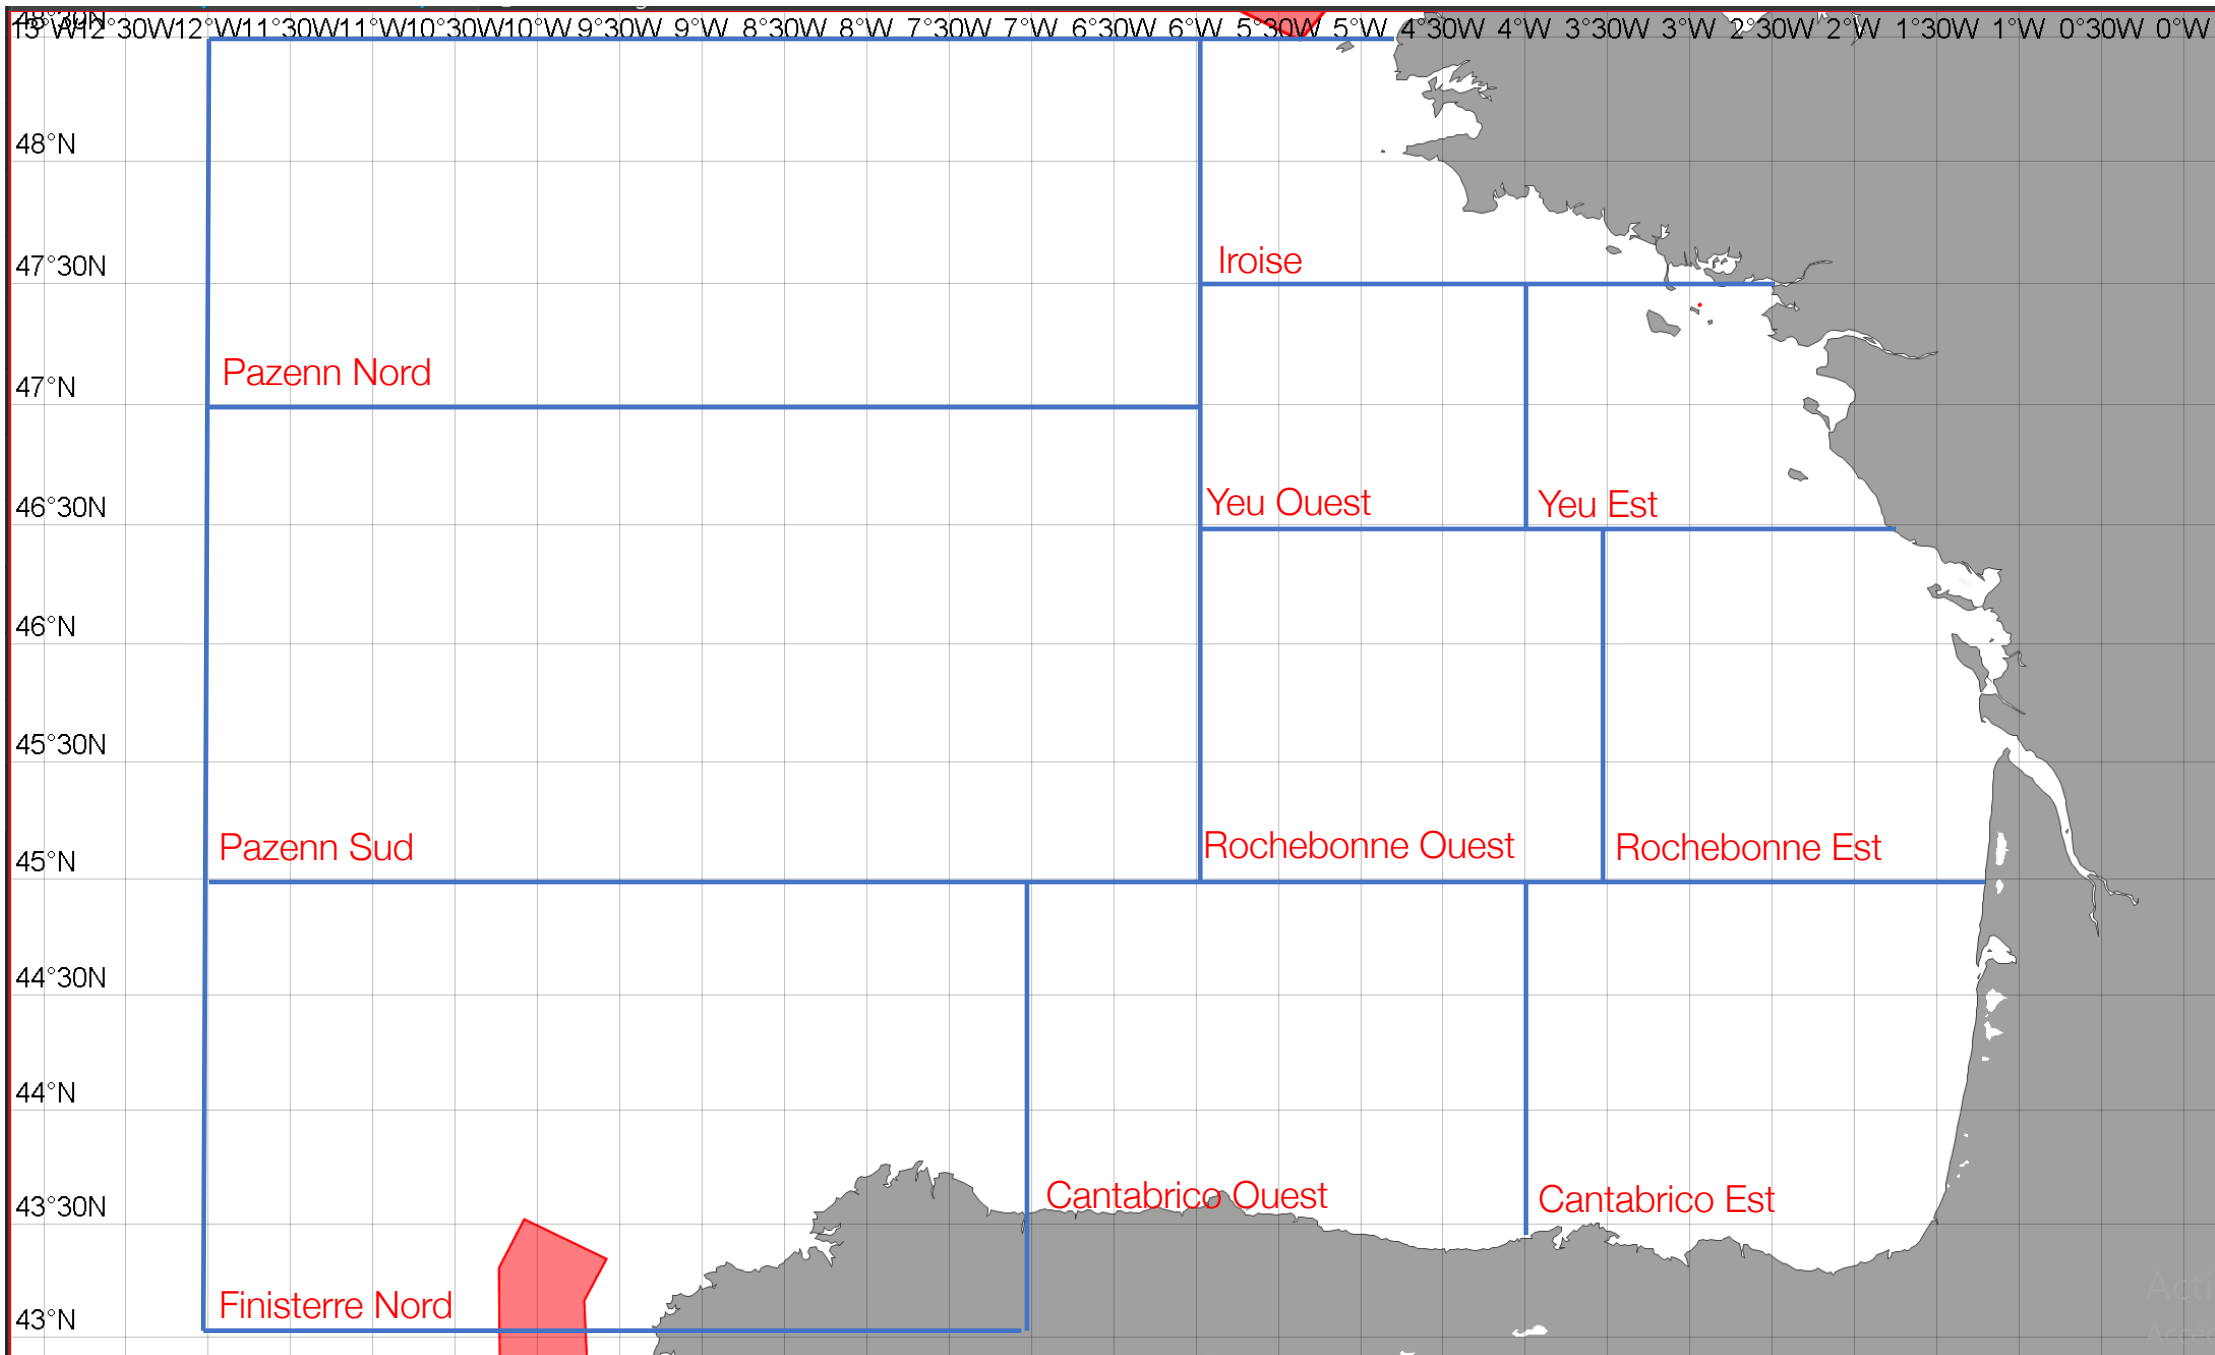 48°30N
13°W 12°30W 12°W 11°30W 11°W 10°30W 10°W 9°30W 9°W 8°30W 8°W 7°30W 7°W 6°30W 6°W 5°30W 5°W 4°30W 4°W 3°30W 3°W 2°30W 2°W 1°30W 1°W 0°30W 0°W
48°N
47°30N
Iroise
47°N
Pazenn Nord
46°30N
Yeu Ouest
Yeu Est
46°N
45°30N
45°N
Pazenn Sud
Rochebonne Ouest
Rochebonne Est
44°30N
44°N
43°30N
Cantabrico Ouest
Cantabrico Est
43°N
Finisterre Nord
Acti